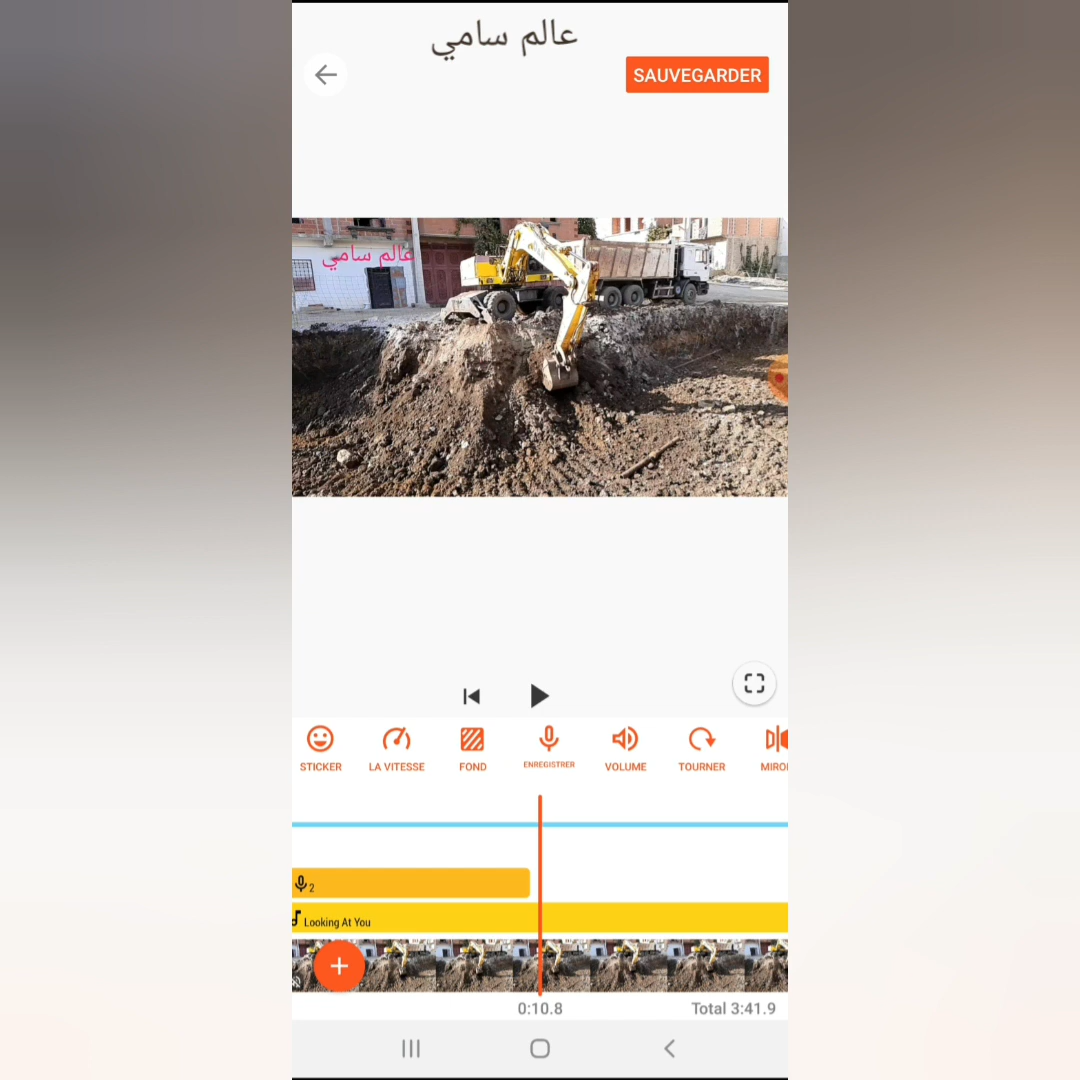 عالم سامي
SAUVEGARDER
عالم سامي
STICKER
LA VITESSE
FOND
ENREGISTRER
VOLUME
TOURNER
MIRO
2
Looking At You
0:10.8
Total 3:41.9